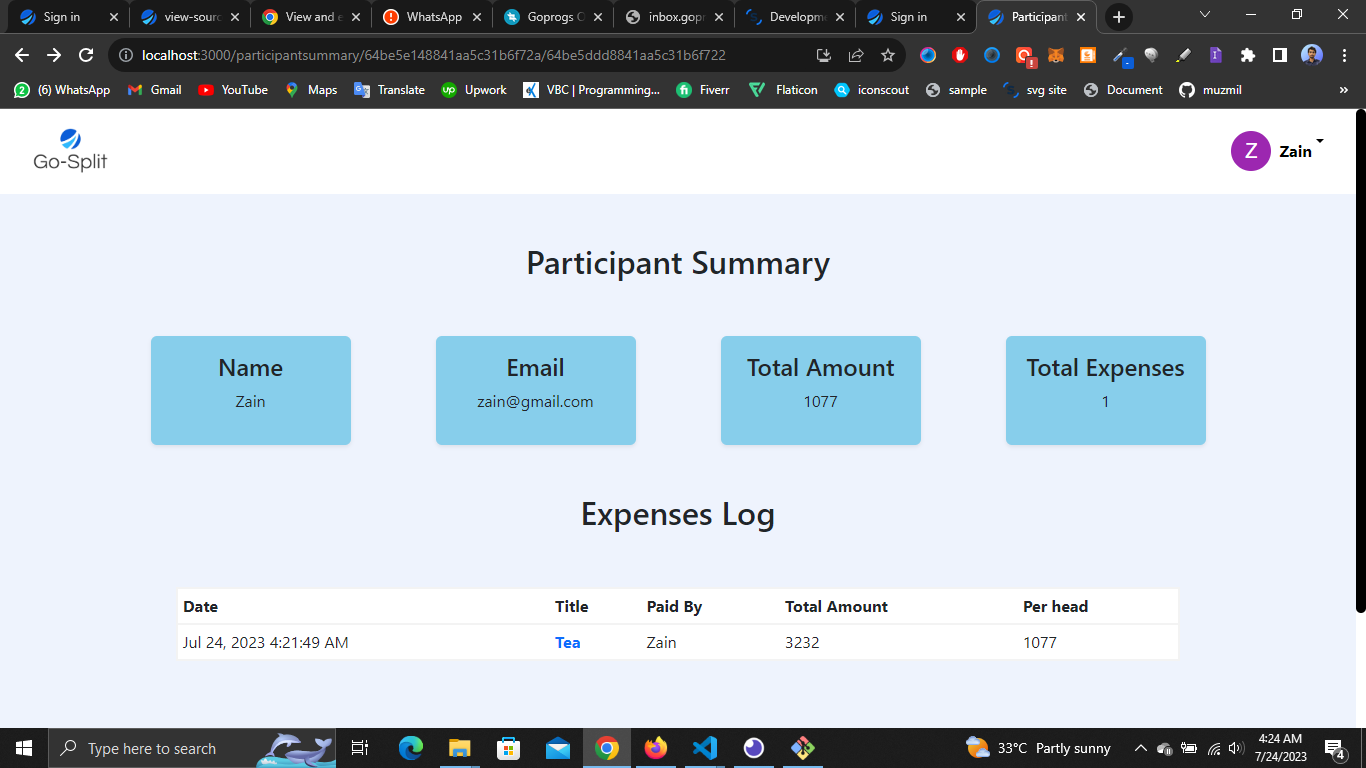 Sign in
view-sourc
View and e
WhatsApp
Goprogs O
inbox.gopr
Developme
Sign in
Participant
localhost:3000/participantsummary/64be5e148841aa5c31b6f72a/64be5ddd8841aa5c31b6f722
(6) WhatsApp Gmail YouTube Maps Translate Upwork VBC | Programming... Fiverr Flaticon iconscout sample svg site Document muzmil »
Go-Split
Z Zain
Participant Summary
Name Email Total Amount Total Expenses
Zain zain@gmail.com 1077 1
Expenses Log
Date Title Paid By Total Amount Per head
Jul 24, 2023 4:21:49 AM Tea Zain 3232 1077
Type here to search
33°C Partly sunny
4:24 AM
7/24/2023
4